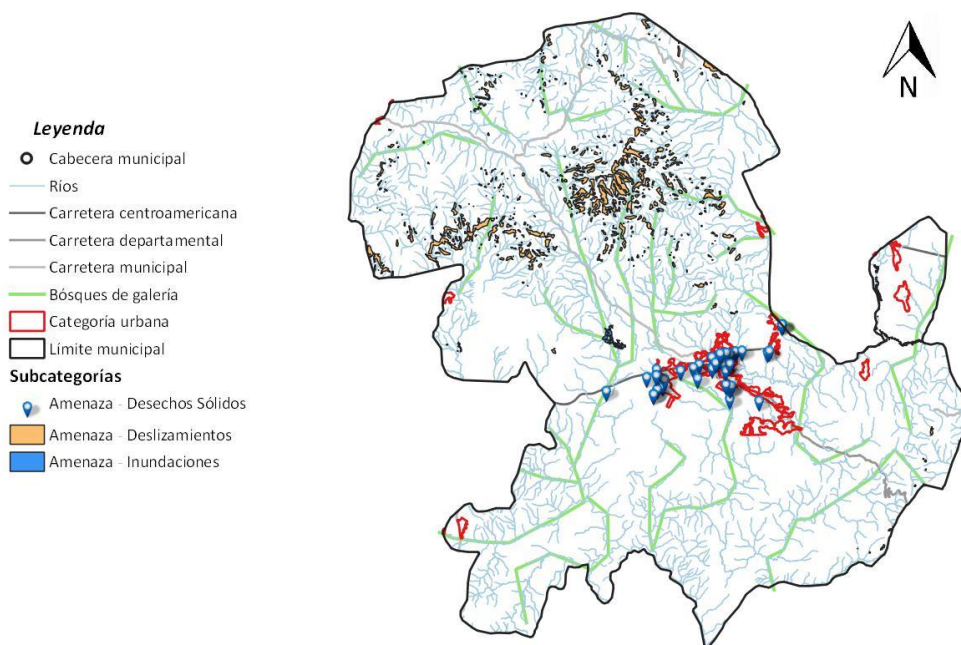 N
Leyenda
Cabecera municipal
Ríos
Carretera centroamericana
Carretera departamental
Carretera municipal
Bósques de galería
Categoría urbana
Límite municipal
Subcategorías
Amenaza - Desechos Sólidos
Amenaza - Deslizamientos
Amenaza - Inundaciones